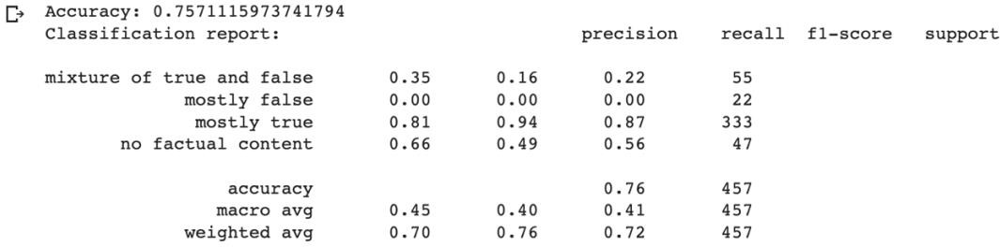 Accuracy: 0.7571115973741794
Classification report: precision recall f1-score support
mixture of true and false 0.35 0.16 0.22 55
mostly false 0.00 0.00 0.00 22
mostly true 0.81 0.94 0.87 333
no factual content 0.66 0.49 0.56 47
accuracy 0.76 457
macro avg 0.45 0.40 0.41 457
weighted avg 0.70 0.76 0.72 457